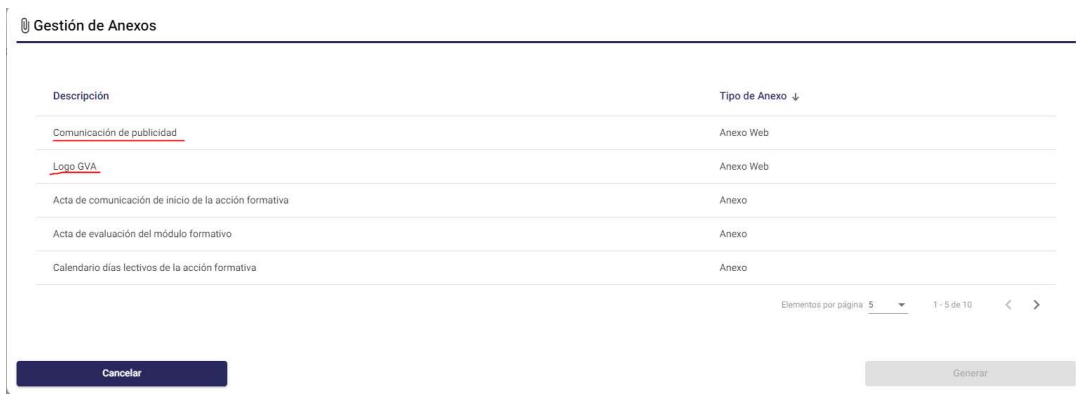 Gestión de Anexos
Descripción Tipo de Anexo
Comunicación de publicidad Anexo Web
Logo GVA Anexo Web
Acta de comunicación de inicio de la acción formativa Anexo
Acta de evaluación del módulo formativo Anexo
Calendario días lectivos de la acción formativa Anexo
Elementos por página 5 1 - 5 de 10
Cancelar Generar